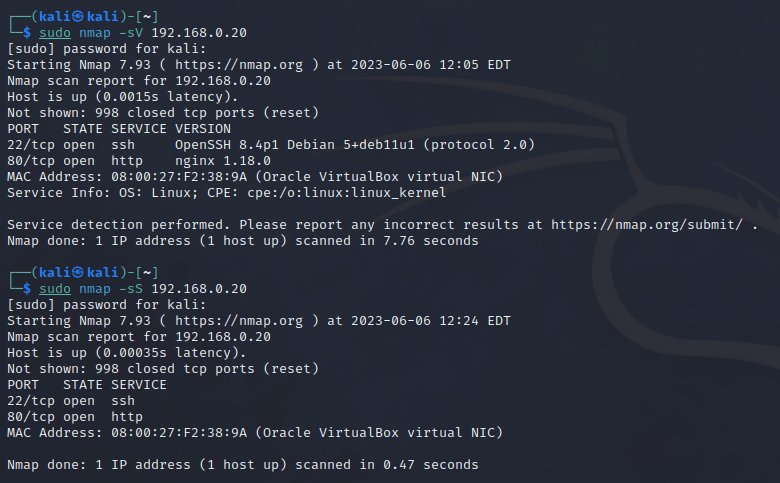 ┌──(kali㉿kali)-[~]
└─$ sudo nmap -sV 192.168.0.20
[sudo] password for kali:
Starting Nmap 7.93 ( https://nmap.org ) at 2023-06-06 12:05 EDT
Nmap scan report for 192.168.0.20
Host is up (0.0015s latency).
Not shown: 998 closed tcp ports (reset)
PORT   STATE SERVICE VERSION
22/tcp open  ssh     OpenSSH 8.4p1 Debian 5+deb11u1 (protocol 2.0)
80/tcp open  http    nginx 1.18.0
MAC Address: 08:00:27:F2:38:9A (Oracle VirtualBox virtual NIC)
Service Info: OS: Linux; CPE: cpe:/o:linux:linux_kernel
Service detection performed. Please report any incorrect results at https://nmap.org/submit/ .
Nmap done: 1 IP address (1 host up) scanned in 7.76 seconds
┌──(kali㉿kali)-[~]
└─$ sudo nmap -sS 192.168.0.20
[sudo] password for kali:
Starting Nmap 7.93 ( https://nmap.org ) at 2023-06-06 12:24 EDT
Nmap scan report for 192.168.0.20
Host is up (0.00035s latency).
Not shown: 998 closed tcp ports (reset)
PORT   STATE SERVICE
22/tcp open  ssh
80/tcp open  http
MAC Address: 08:00:27:F2:38:9A (Oracle VirtualBox virtual NIC)
Nmap done: 1 IP address (1 host up) scanned in 0.47 seconds